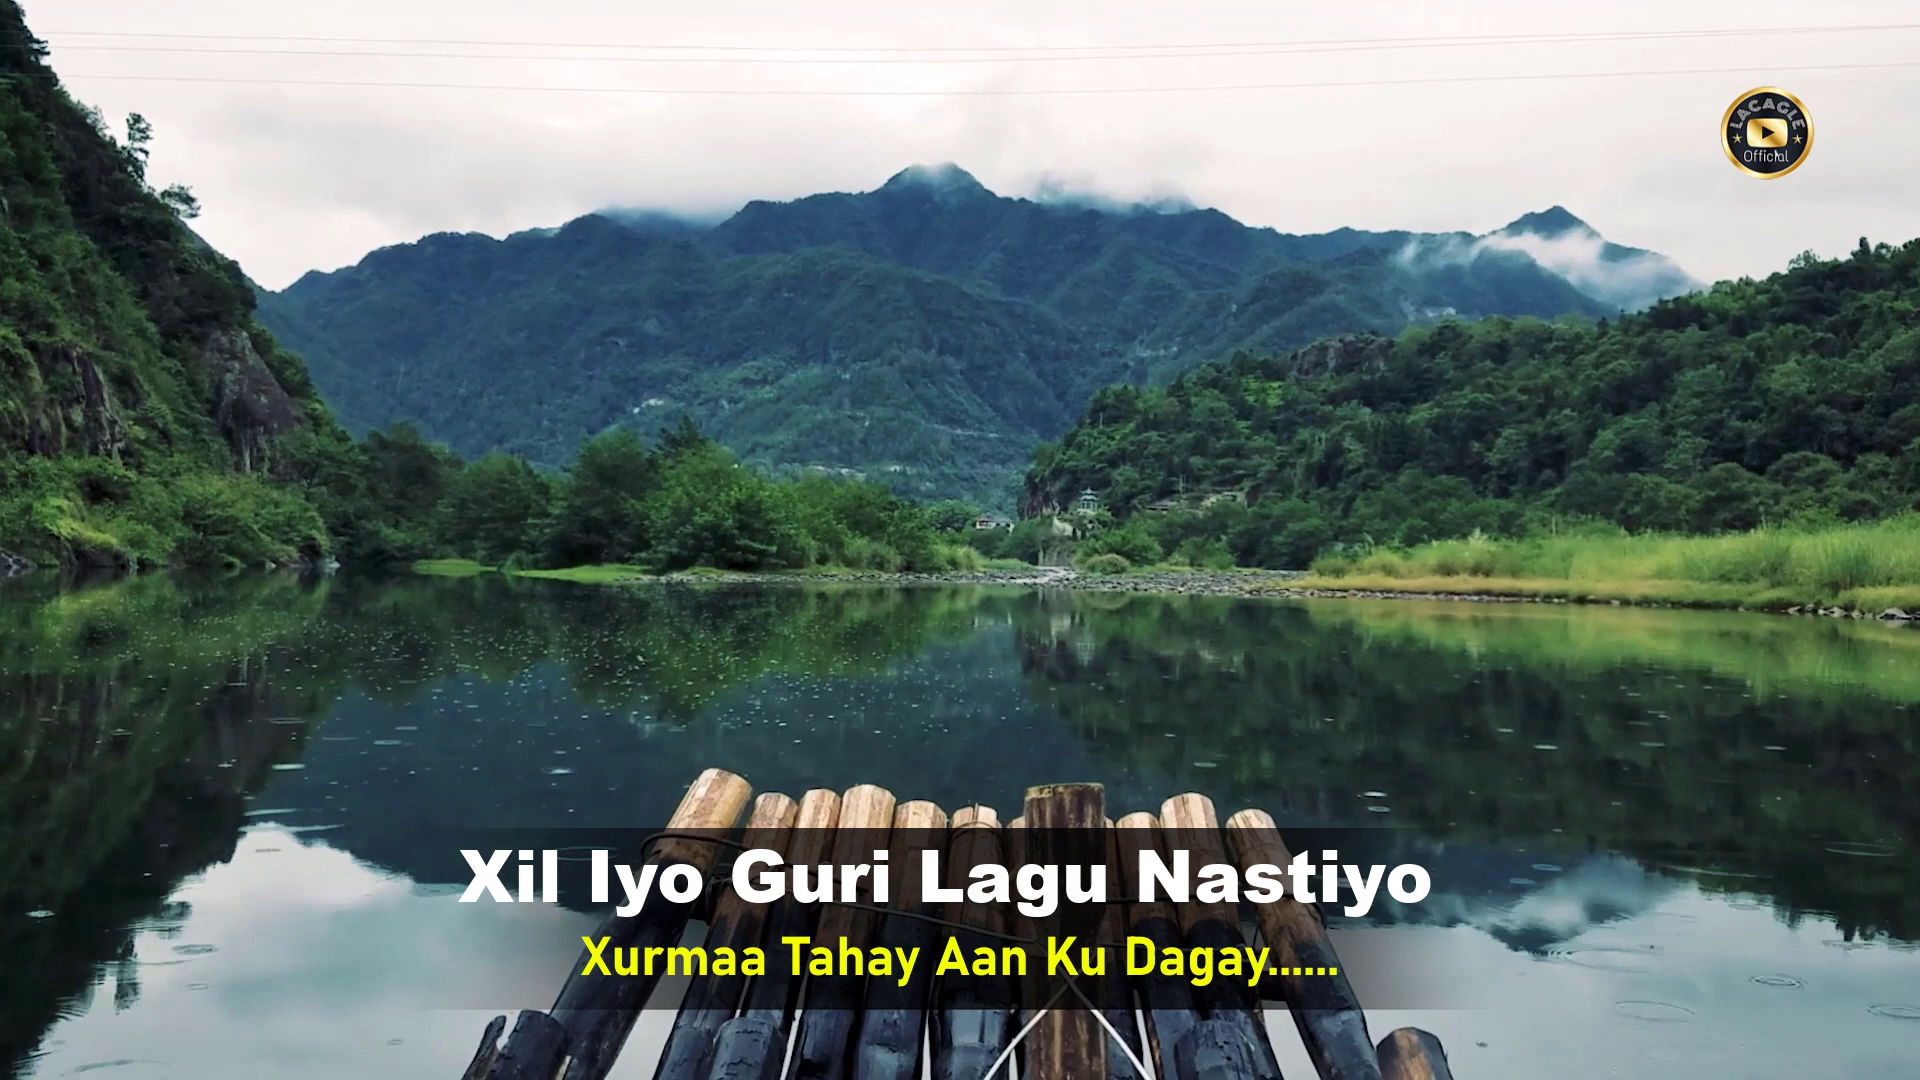 LACAGLE
Official
Xil Iyo Guri Lagu Nastiyo
Xurmaa Tahay Aan Ku Dagay......